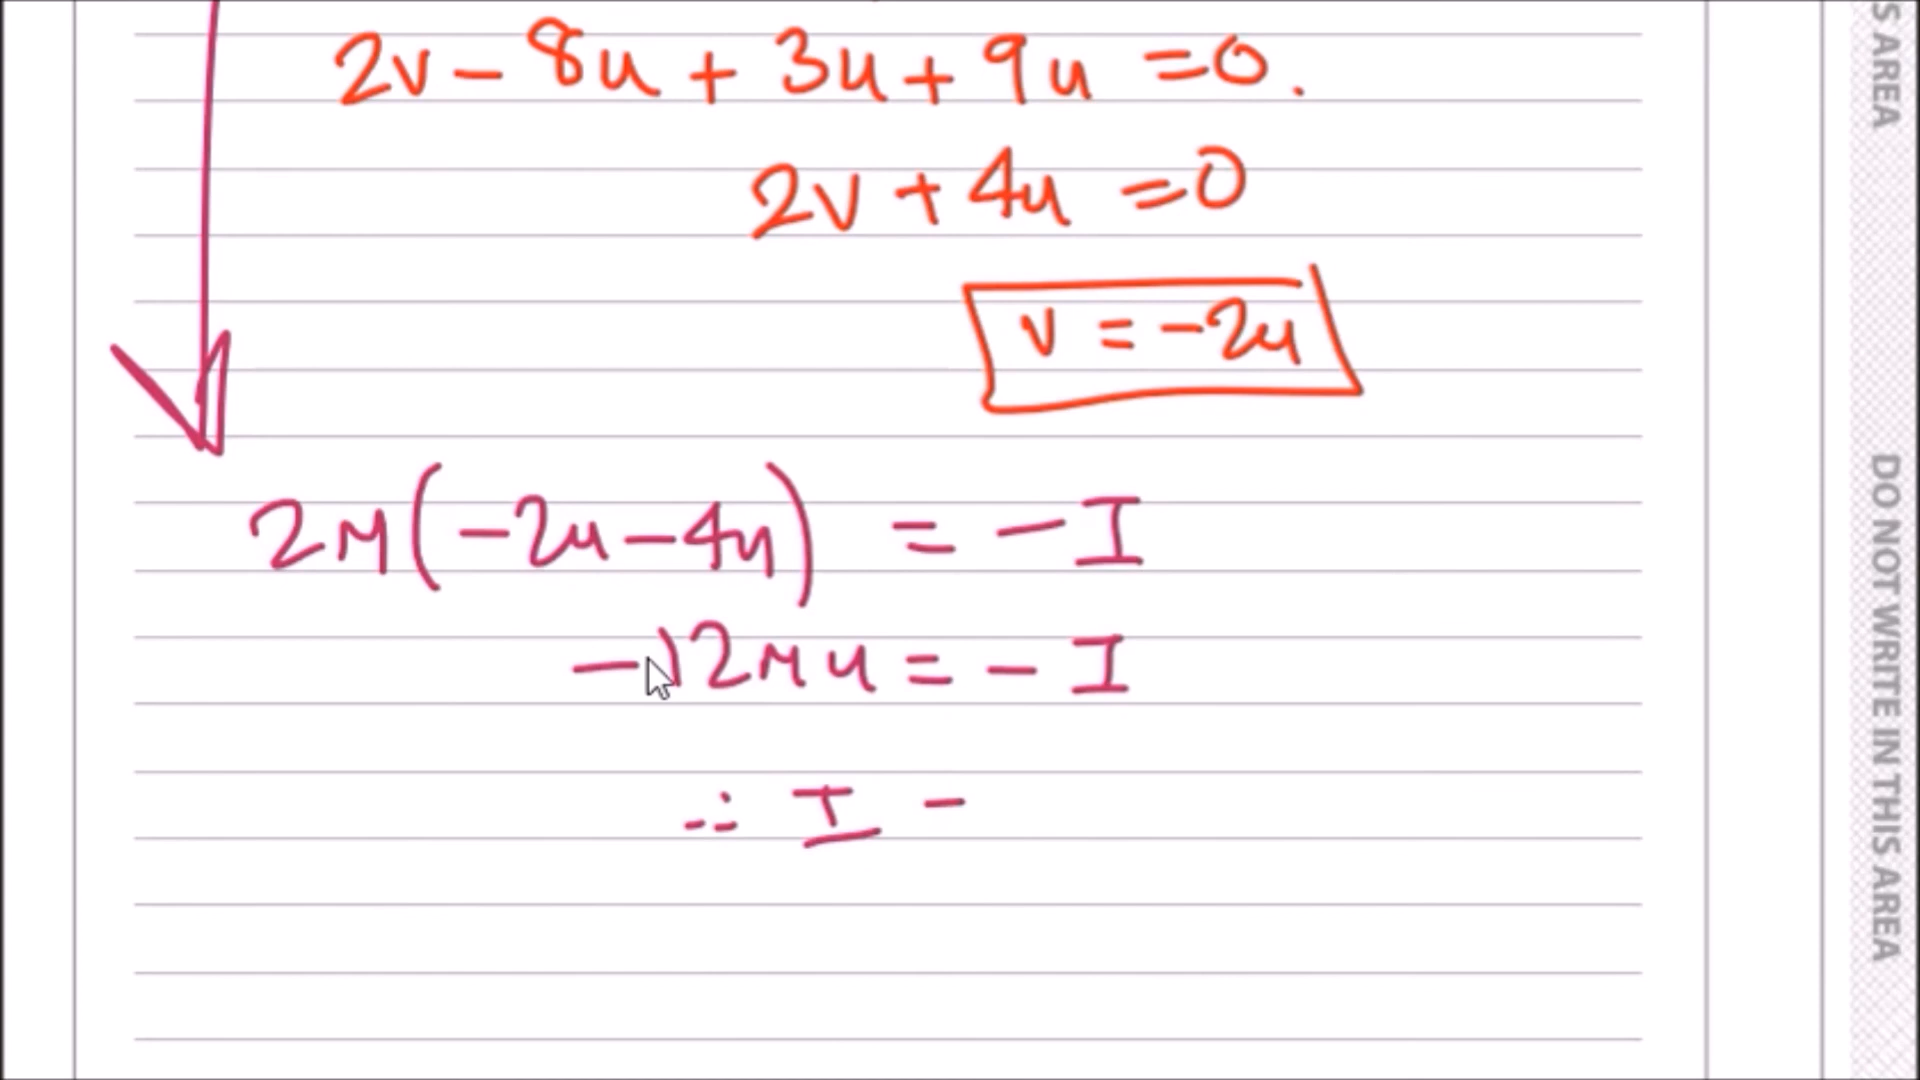 2v - 8u + 3u + 9u = 0.
2v + 4u = 0
v = -2u
2M(-2u - 4u) = -I
-12Mu = -I
∴ I -
S AREA
DO NOT WRITE IN THIS AREA